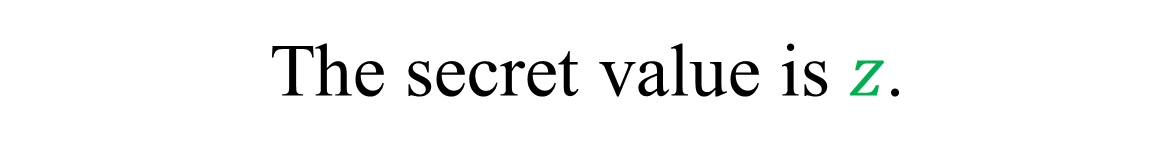 The secret value is z.